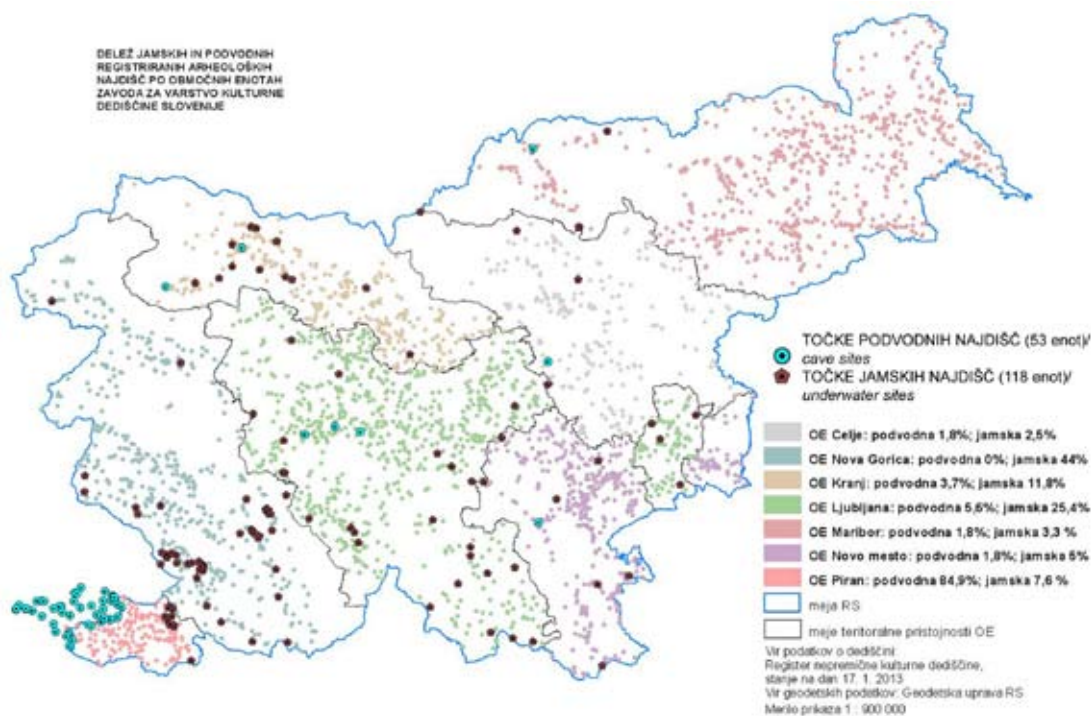 DELEŽ JAMSKIH IN PODVODNIH
REGISTRIRANIH ARHEOLOŠKIH
NAJDIŠČ PO OBMOČNIH ENOTAH
ZAVODA ZA VARSTVO KULTURNE
DEDIŠČINE SLOVENIJE
TOČKE PODVODNIH NAJDIŠČ (53 enot)/
cave sites
TOČKE JAMSKIH NAJDIŠČ (118 enot)/
underwater sites
OE Celje: podvodna 1,8%; jamska 2,5%
OE Nova Gorica: podvodna 0%; jamska 44%
OE Kranj: podvodna 3,7%; jamska 11,8%
OE Ljubljana: podvodna 5,6%; jamska 25,4%
OE Maribor: podvodna 1,8%; jamska 3,3 %
OE Novo mesto: podvodna 1,8%; jamska 5%
OE Piran: podvodna 84,9%; jamska 7,6 %
meja RS
meje teritoralne pristojnosti OE
Vir podatkov o dediščini:
Register nepremične kulturne dediščine,
stanje na dan 17. 1. 2013
Vir geodetskih podatkov: Geodetska uprava RS
Merilo prikaza 1 : 900 000